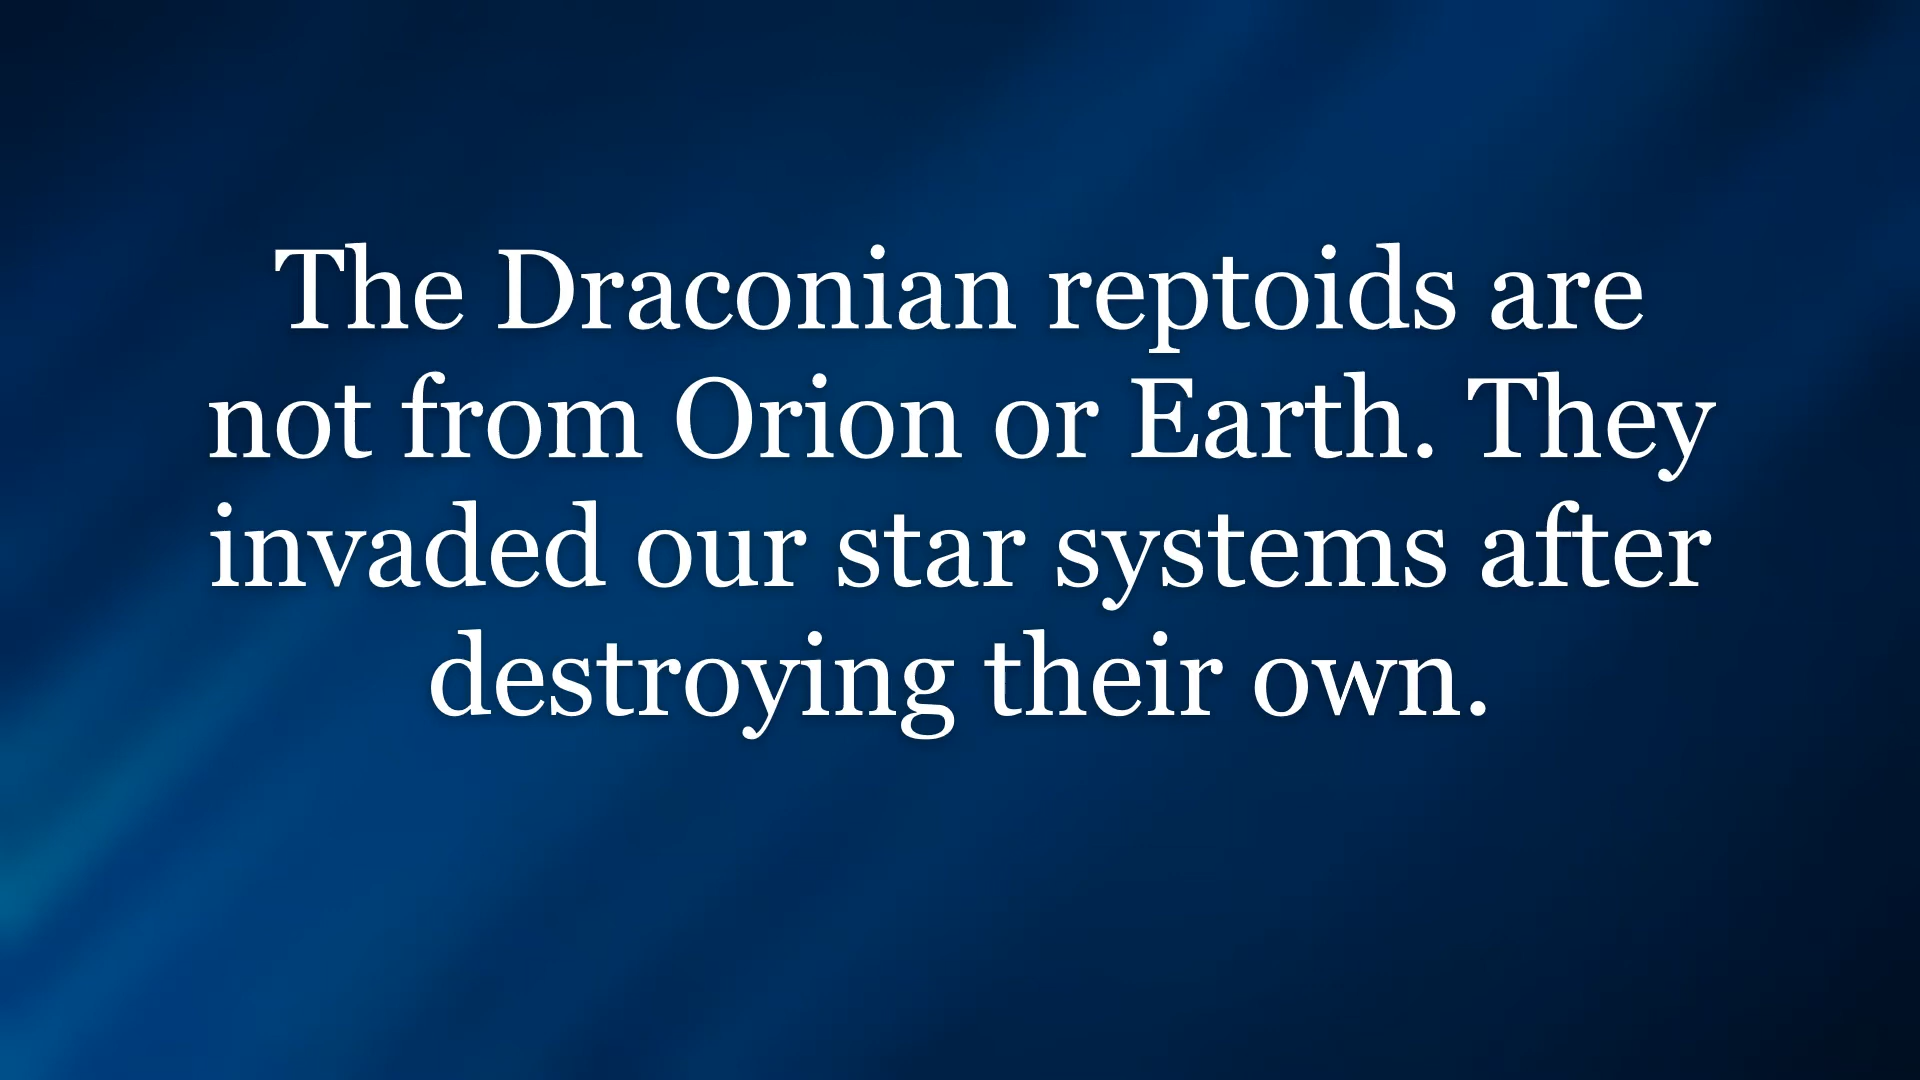 The Draconian reptoids are
not from Orion or Earth. They
invaded our star systems after
destroying their own.